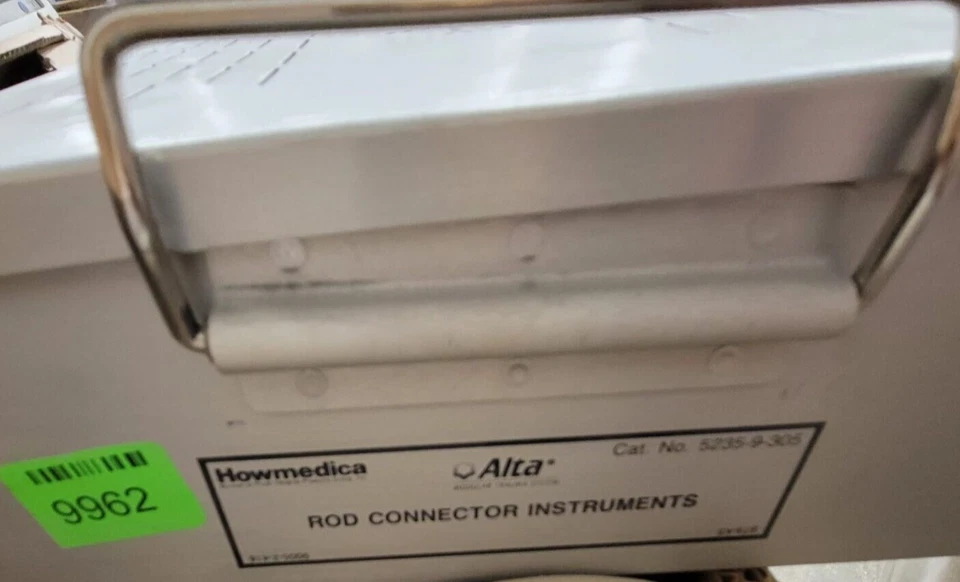 Howmedica
Alta®
Cat. No. 5235-9-305
ROD CONNECTOR INSTRUMENTS
9962